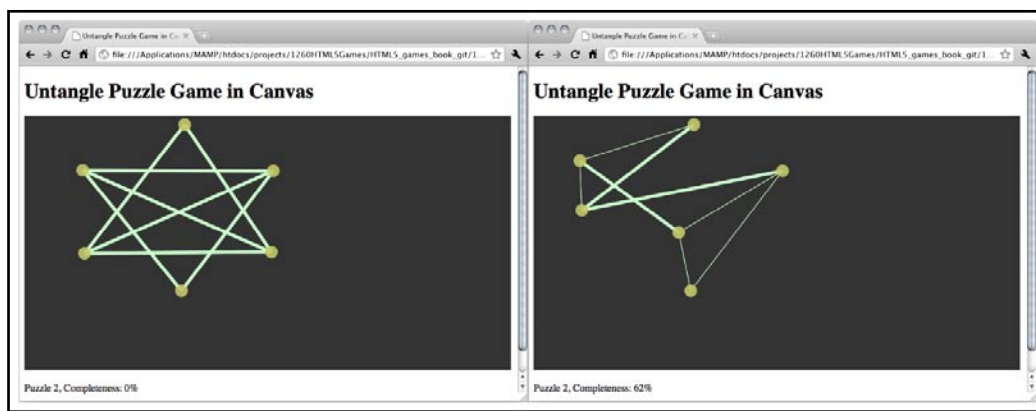 Untangle Puzzle Game in Ca
file:///Applications/MAMP/htdocs/projects/1260HTML5Games/HTML5_games_book_git/1...
Untangle Puzzle Game in Canvas
Puzzle 2, Completeness: 0%
Untangle Puzzle Game in Ca
file:///Applications/MAMP/htdocs/projects/1260HTML5Games/HTML5_games_book_git/1...
Untangle Puzzle Game in Canvas
Puzzle 2, Completeness: 62%